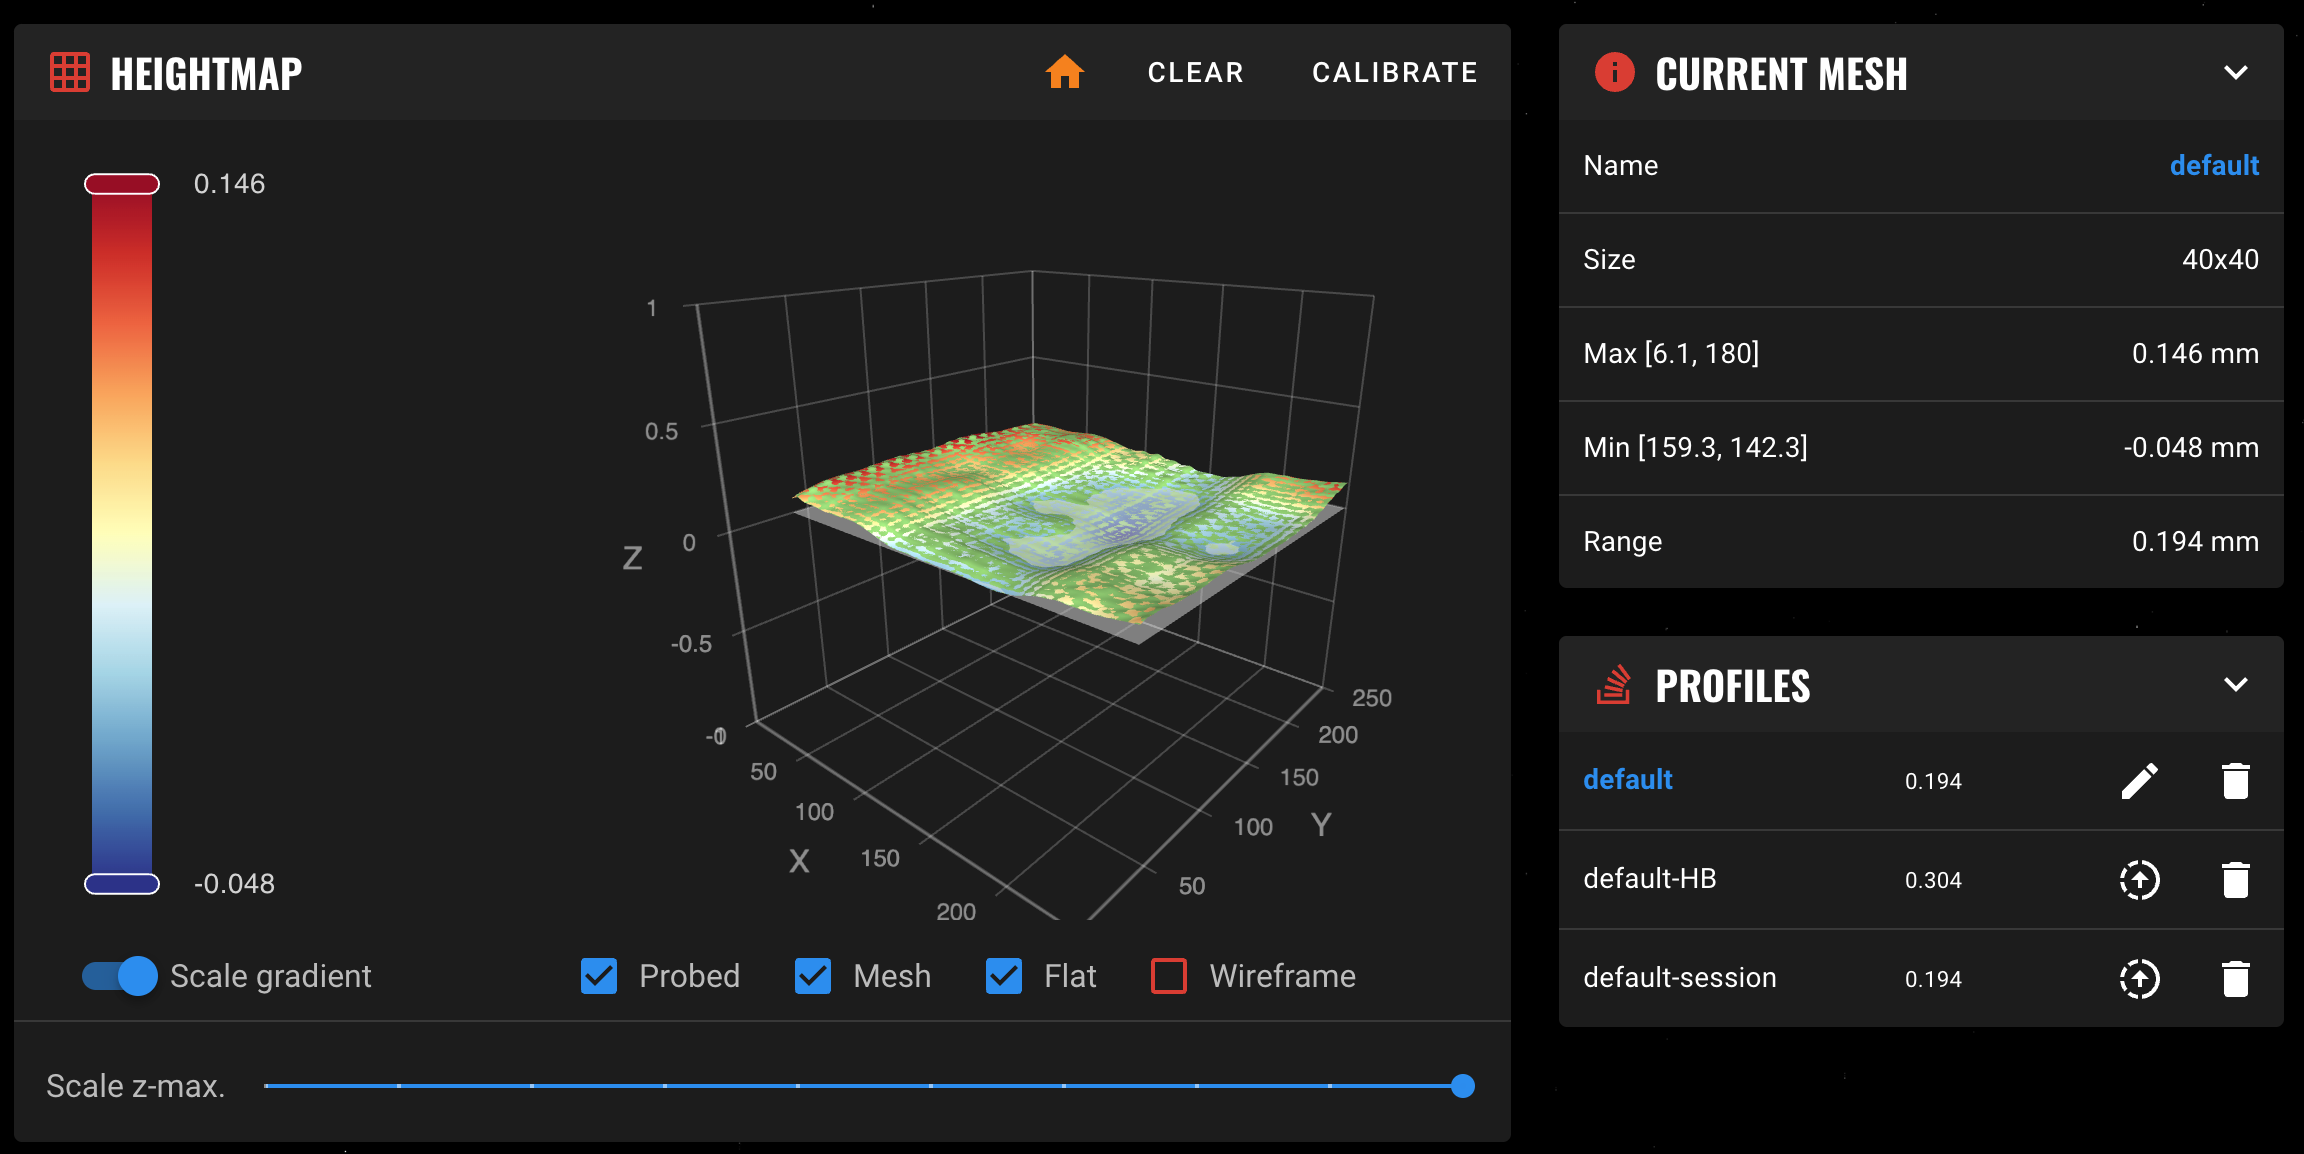 HEIGHTMAP
CLEAR
CALIBRATE
0.146
-0.048
1
0.5
0
-0.5
Z
50
100
150
200
X
50
100
150
200
250
Y
Scale gradient
Probed
Mesh
Flat
Wireframe
Scale z-max.
CURRENT MESH
Name default
Size 40x40
Max [6.1, 180] 0.146 mm
Min [159.3, 142.3] -0.048 mm
Range 0.194 mm
PROFILES
default 0.194
default-HB 0.304
default-session 0.194